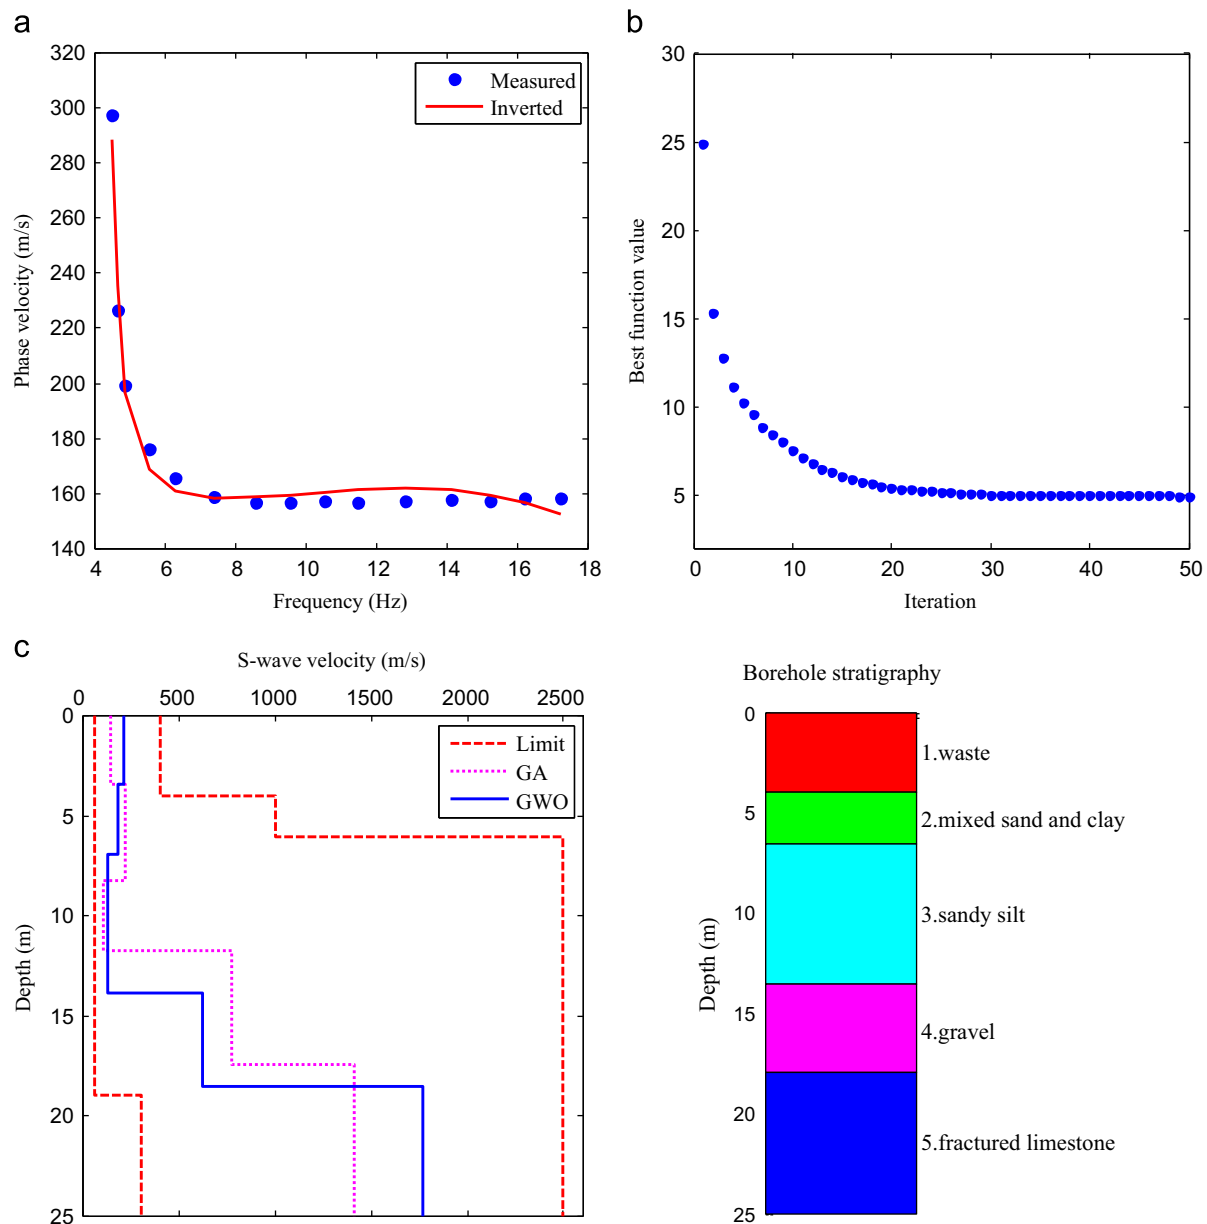 a
320
300
280
260
240
220
200
180
160
140
Phase velocity (m/s)
Measured
Inverted
4 6 8 10 12 14 16 18
Frequency (Hz)
b
30
25
20
15
10
5
Best function value
0 10 20 30 40 50
Iteration
c
S-wave velocity (m/s)
0 500 1000 1500 2000 2500
0
5
10
15
20
25
Depth (m)
Limit
GA
GWO
Borehole stratigraphy
0
5
10
15
20
25
Depth (m)
1.waste
2.mixed sand and clay
3.sandy silt
4.gravel
5.fractured limestone